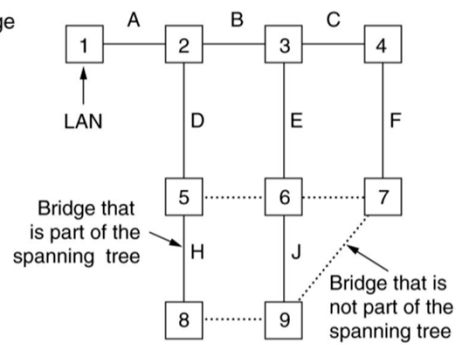 ge
A B C
1 2 3 4
LAN
D E F
5 6 7
Bridge that
is part of the
spanning tree
H J
Bridge that is
not part of the
spanning tree
8 9